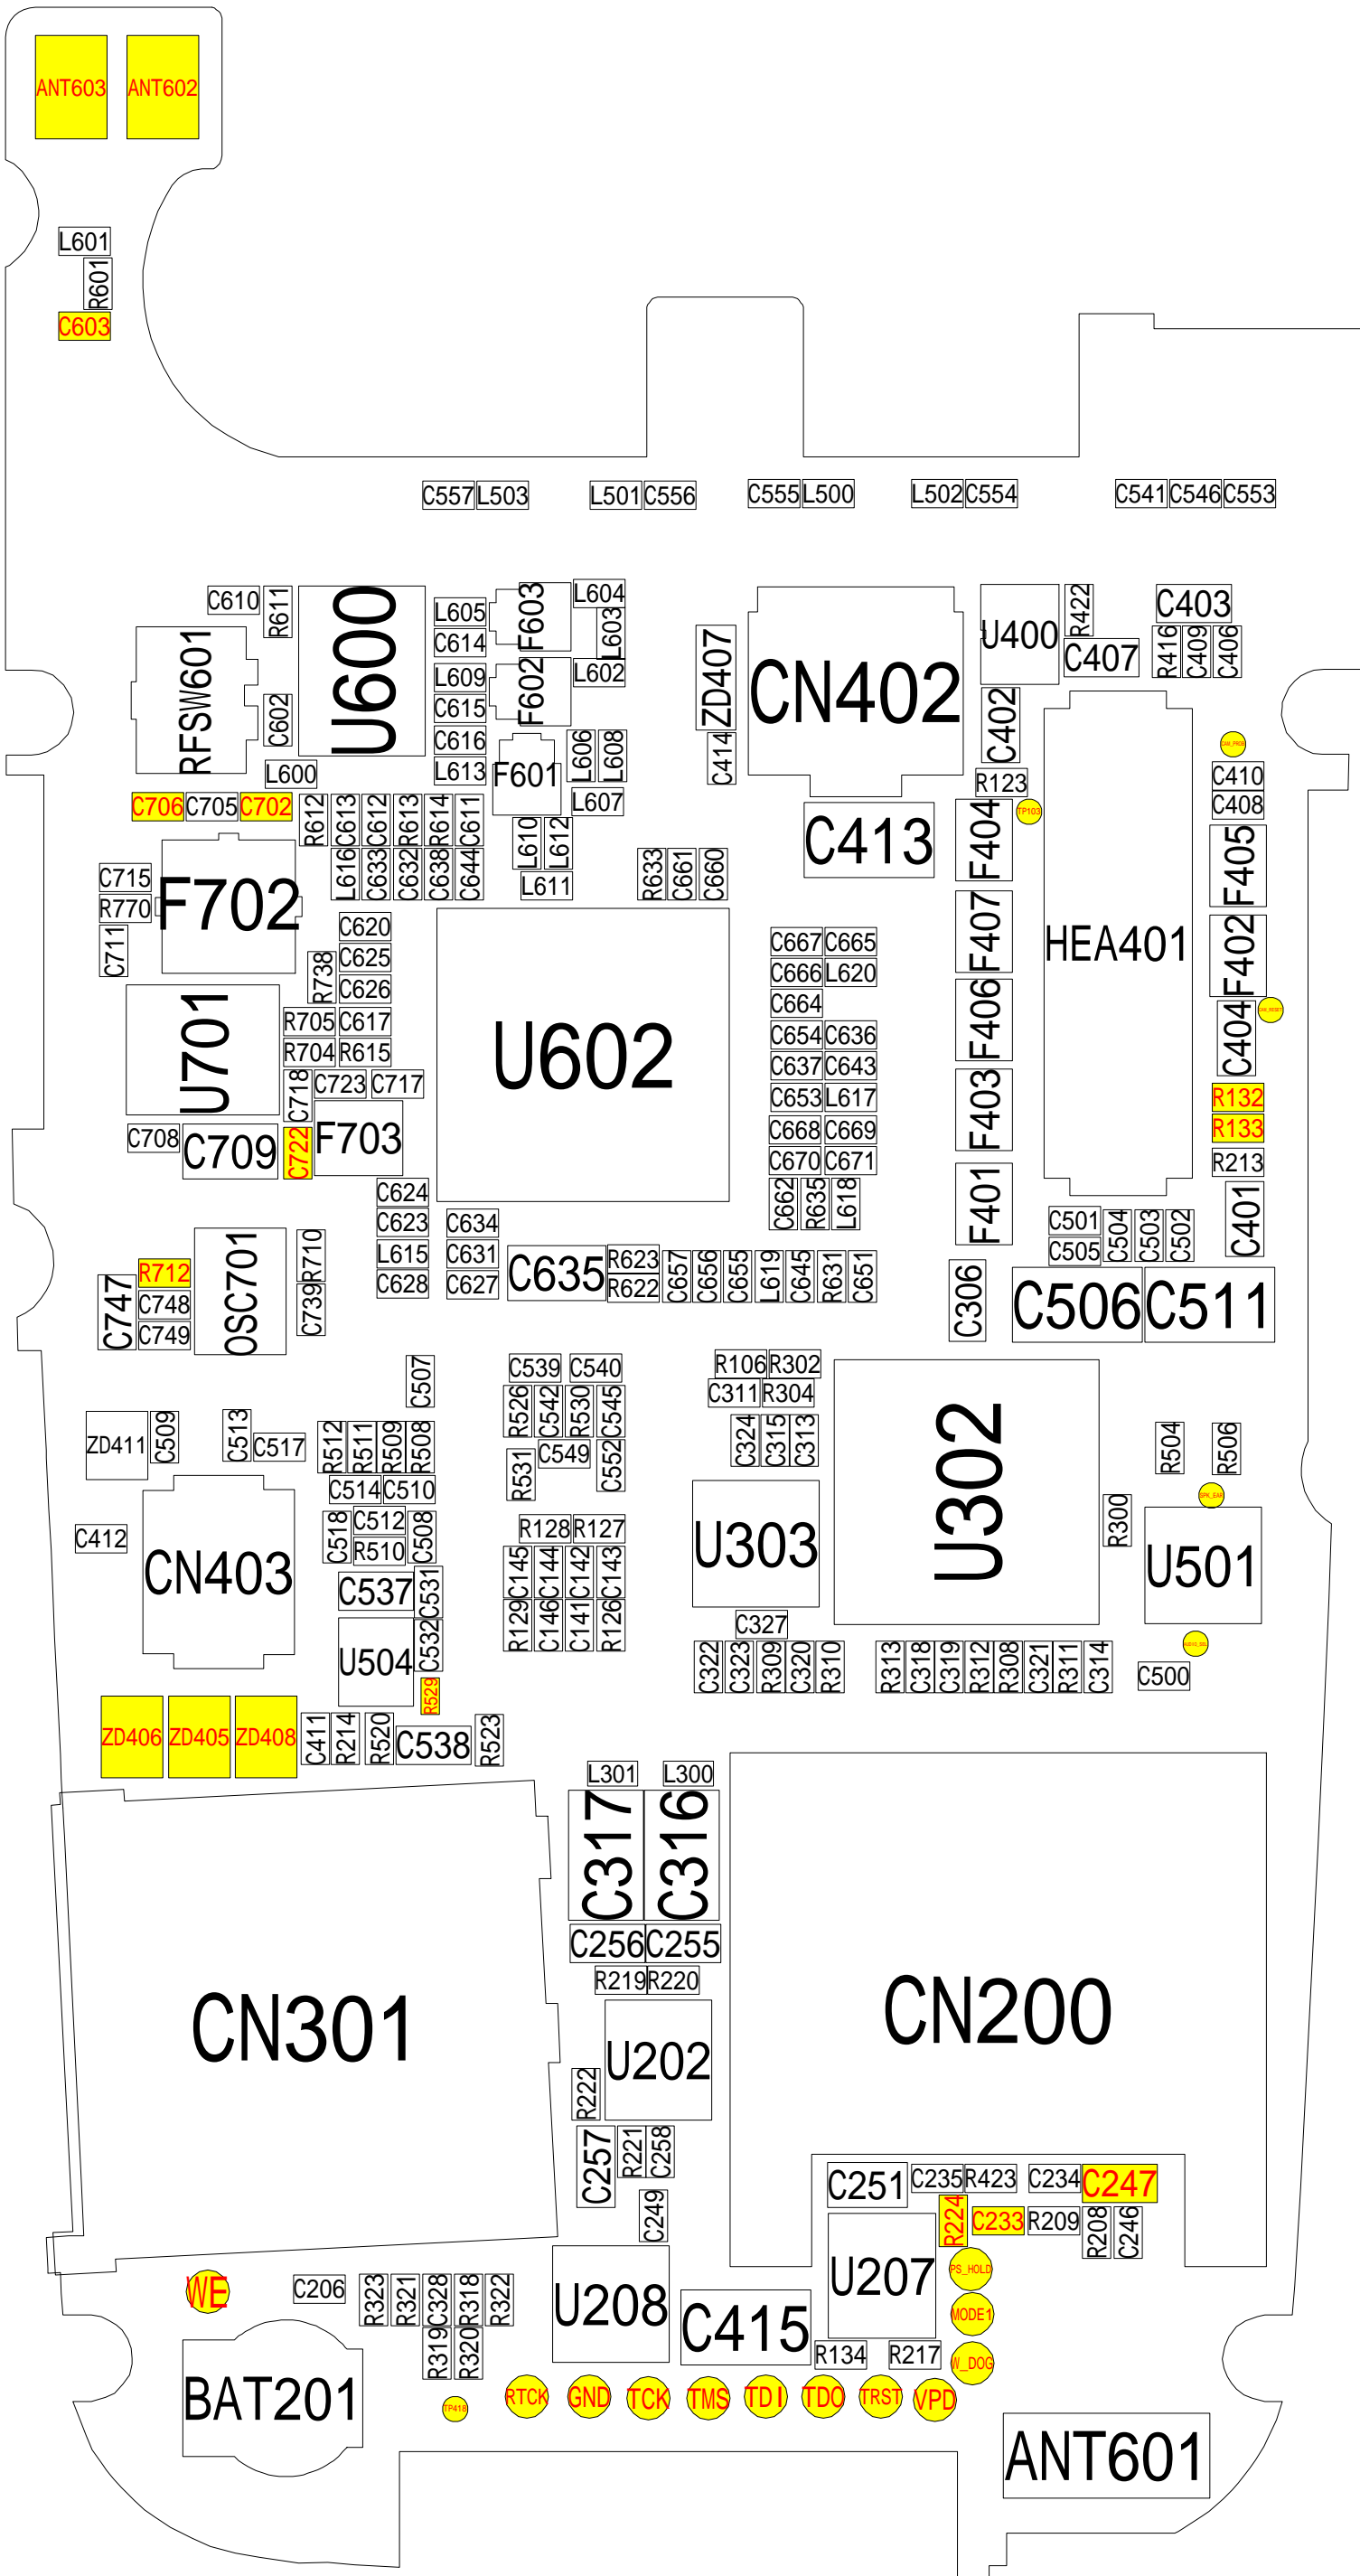 ANT603 ANT602
L601
R601
C603
C557 L503 L501 C556 C555 L500 L502 C554 C541 C546 C553
C610 R611 U600 L605 F603 L604 L603
C614
RFSW601 C602 L609 F602 L602
C615
C616 F601 L606 L608
L600 L613 L607
ZD407 CN402 C414 C413
U400 R422 C403
C407 R416 C409 C406
C402 R123 TP103
C410
C408
C706 C705 C702 R612 C613 C612 R613 R614 C611
L616 C633 C632 C638 C644
L610 L612
L611
R633 C661 C660
C715
R770
C711
F702
C620
C625
R738 C626
U701 R705 C617
R704 R615
C718 C723 C717
C708 C709 C722 F703
U602
C667 C665
C666 L620
C664
C654 C636
C637 C643
C653 L617
C668 C669
C670 C671
C662 R635 L618
F404
F407
F406
F403
F401
HEA401
F405
F402
C404
R132
R133
R213
C401
C624
C623 C634
L615 C631
C628 C627
C635 R623
R622
C657 C656 C655 L619 C645 R631 C651
C501
C505
C504 C503 C502
C306 C506 C511
R712
C748
C749
C747 OSC701 R710
C739
C507 C539 C540
R526 C542 R530 C545
R531 C549 C552
R106 R302
C311 R304
C324 C315 C313
ZD411 C509 C513 C517 R512 R511 R509 R508
C514 C510
C518 C512 C508
R510
C412 CN403 C537 C531
U504 C532
R529
R128 R127
C145 C144 C142 C143
R129 C146 C141 R126
U303 U302 R300 R504 R506
SPK_EAR
U501
C327
C322 C323 R309 C320 R310
R313 C318 C319 R312 R308 C321 R311 C314
C500
ZD406 ZD405 ZD408 C411 R214 R520 C538 R523
L301 L300
C317 C316
C256 C255
R219 R220
U202
R222
C257 R221 C258
C249
CN301 CN200
C251 C235 R423 C234 C247
R224 C233 R209 R208 C246
U207 PS_HOLD
MODE1
W_DOG
WE C206 R323 R321 C328 R318 R322
R319 R320
U208 C415
R134 R217
BAT201 TP418 RTCK GND TCK TMS TDI TDO TRST VPD
ANT601